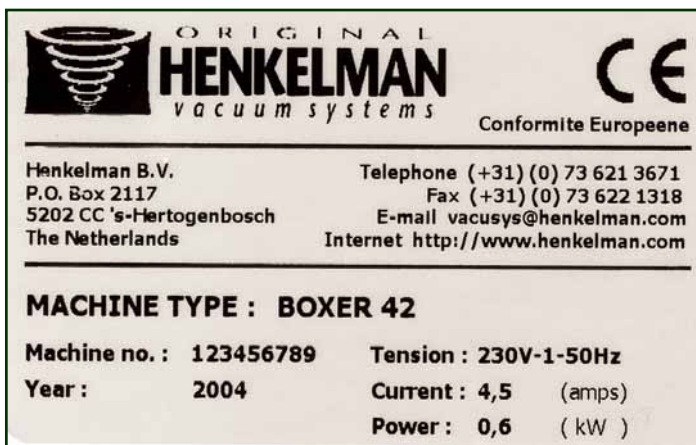 ORIGINAL
HENKELMAN
vacuum systems
CE
Conformite Europeene
Henkelman B.V.
P.O. Box 2117
5202 CC 's-Hertogenbosch
The Netherlands
Telephone (+31) (0) 73 621 3671
Fax (+31) (0) 73 622 1318
E-mail vacusys@henkelman.com
Internet http://www.henkelman.com
MACHINE TYPE : BOXER 42
Machine no. : 123456789
Year : 2004
Tension : 230V-1-50Hz
Current : 4,5 (amps)
Power : 0,6 ( kW )